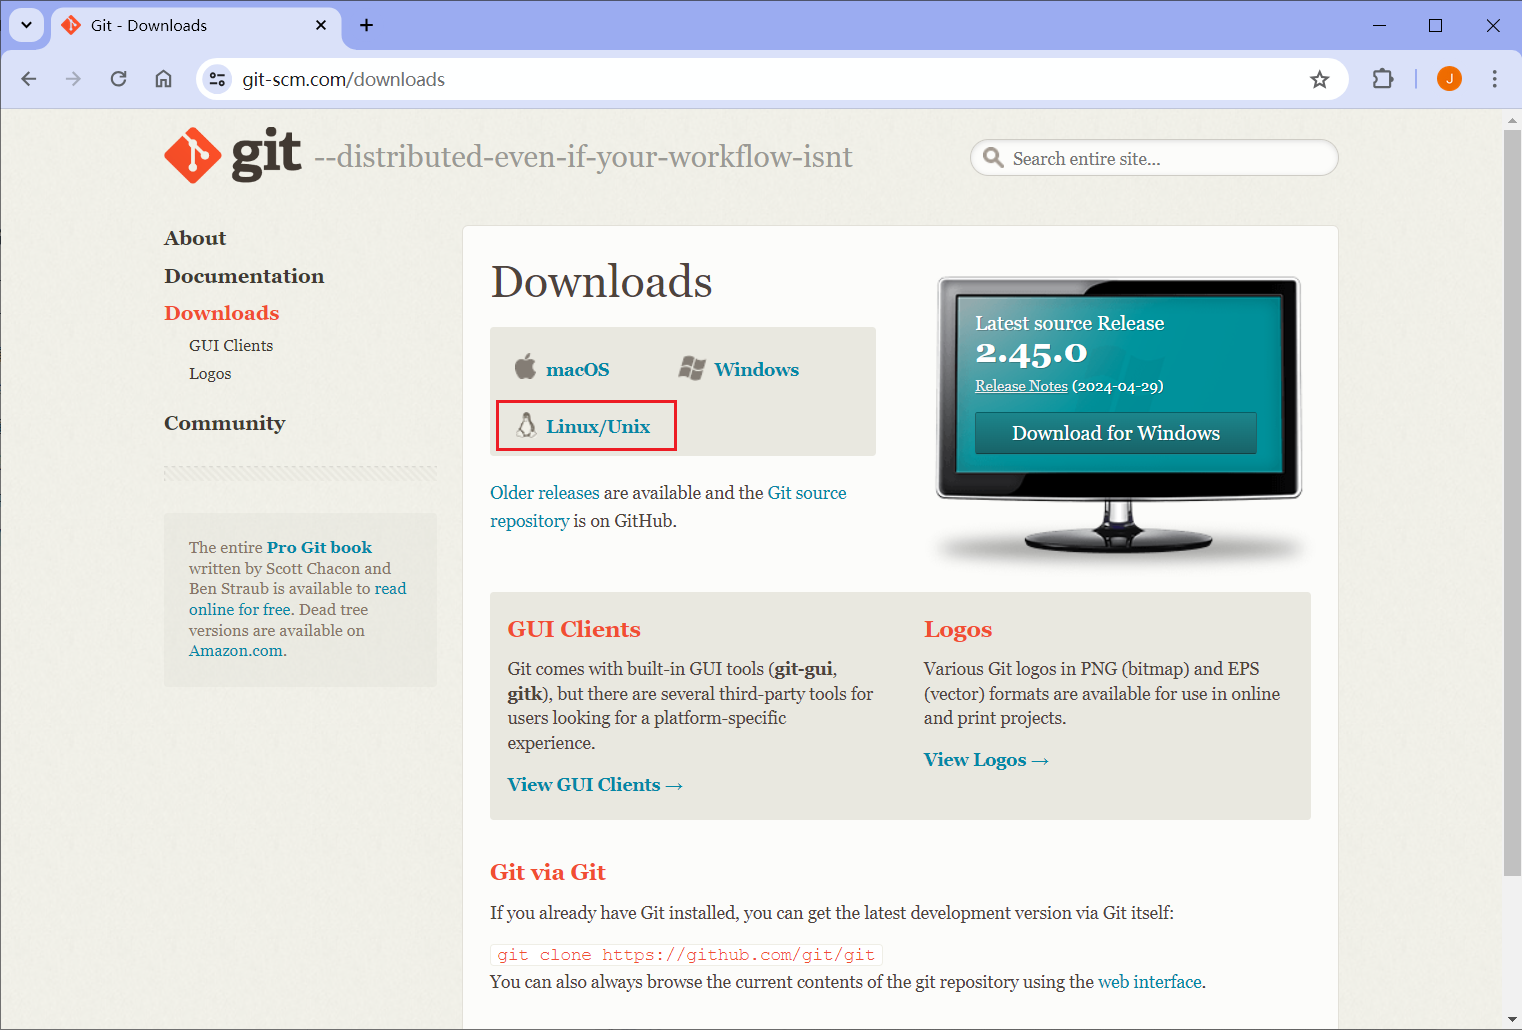 Git - Downloads
git-scm.com/downloads
J
git --distributed-even-if-your-workflow-isnt
Search entire site...
About
Documentation
Downloads
GUI Clients
Logos
Community
The entire Pro Git book
written by Scott Chacon and
Ben Straub is available to read
online for free. Dead tree
versions are available on
Amazon.com.
Downloads
macOS
Windows
Linux/Unix
Older releases are available and the Git source
repository is on GitHub.
Latest source Release
2.45.0
Release Notes (2024-04-29)
Download for Windows
GUI Clients
Git comes with built-in GUI tools (git-gui,
gitk), but there are several third-party tools for
users looking for a platform-specific
experience.
View GUI Clients →
Logos
Various Git logos in PNG (bitmap) and EPS
(vector) formats are available for use in online
and print projects.
View Logos →
Git via Git
If you already have Git installed, you can get the latest development version via Git itself:
git clone https://github.com/git/git
You can also always browse the current contents of the git repository using the web interface.